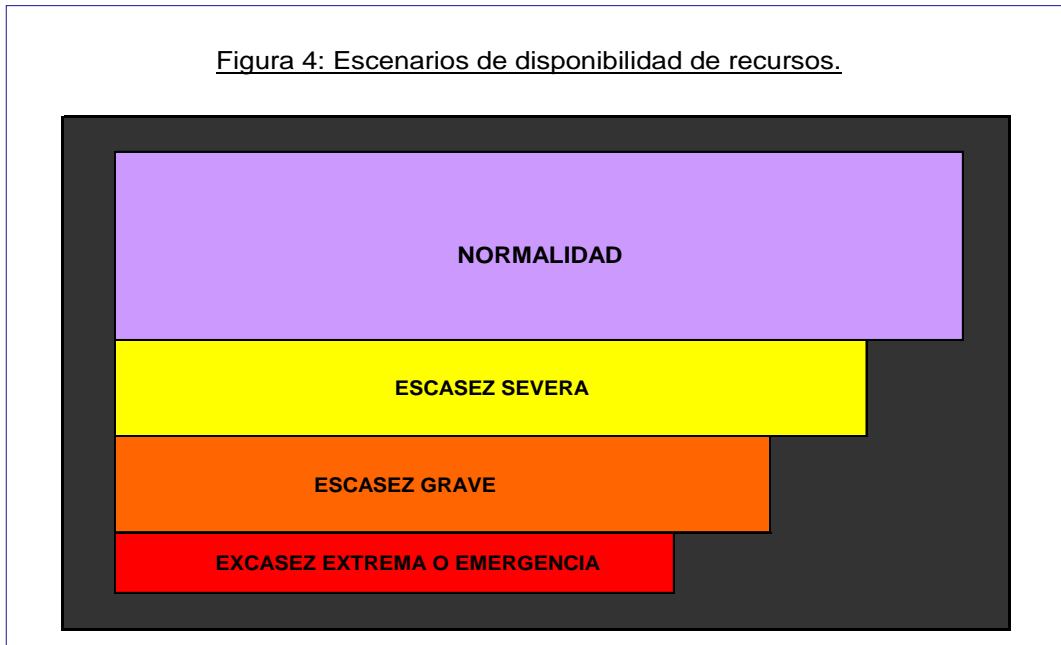 Figura 4: Escenarios de disponibilidad de recursos.
NORMALIDAD
ESCASEZ SEVERA
ESCASEZ GRAVE
EXCASEZ EXTREMA O EMERGENCIA